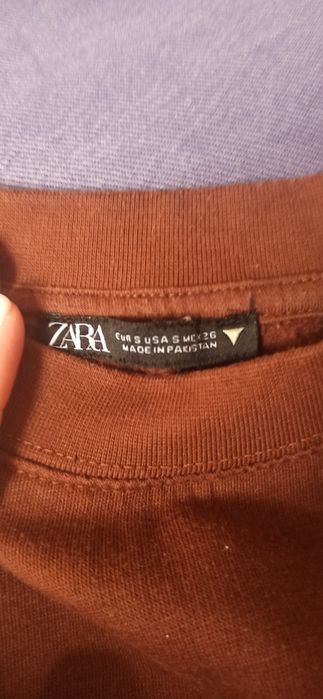 ZARA
EUR S USA S MEX 26
MADE IN PAKISTAN